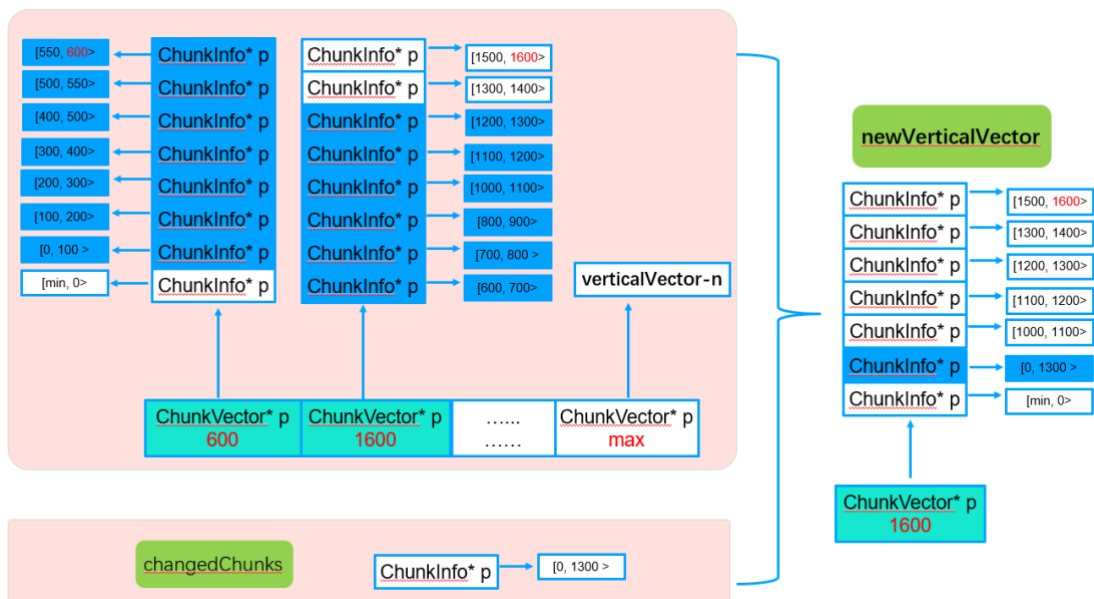 [550, 600>
ChunkInfo* p
[500, 550>
ChunkInfo* p
[400, 500>
ChunkInfo* p
[300, 400>
ChunkInfo* p
[200, 300>
ChunkInfo* p
[100, 200>
ChunkInfo* p
[0, 100 >
ChunkInfo* p
[min, 0>
ChunkInfo* p
ChunkInfo* p
[1500, 1600>
ChunkInfo* p
[1300, 1400>
ChunkInfo* p
[1200, 1300>
ChunkInfo* p
[1100, 1200>
ChunkInfo* p
[1000, 1100>
ChunkInfo* p
[800, 900>
ChunkInfo* p
[700, 800 >
ChunkInfo* p
[600, 700>
verticalVector-n
ChunkVector* p
600
ChunkVector* p
1600
......
......
ChunkVector* p
max
changedChunks
ChunkInfo* p
[0, 1300 >
newVerticalVector
ChunkInfo* p
[1500, 1600>
ChunkInfo* p
[1300, 1400>
ChunkInfo* p
[1200, 1300>
ChunkInfo* p
[1100, 1200>
ChunkInfo* p
[1000, 1100>
ChunkInfo* p
[0, 1300 >
ChunkInfo* p
[min, 0>
ChunkVector* p
1600